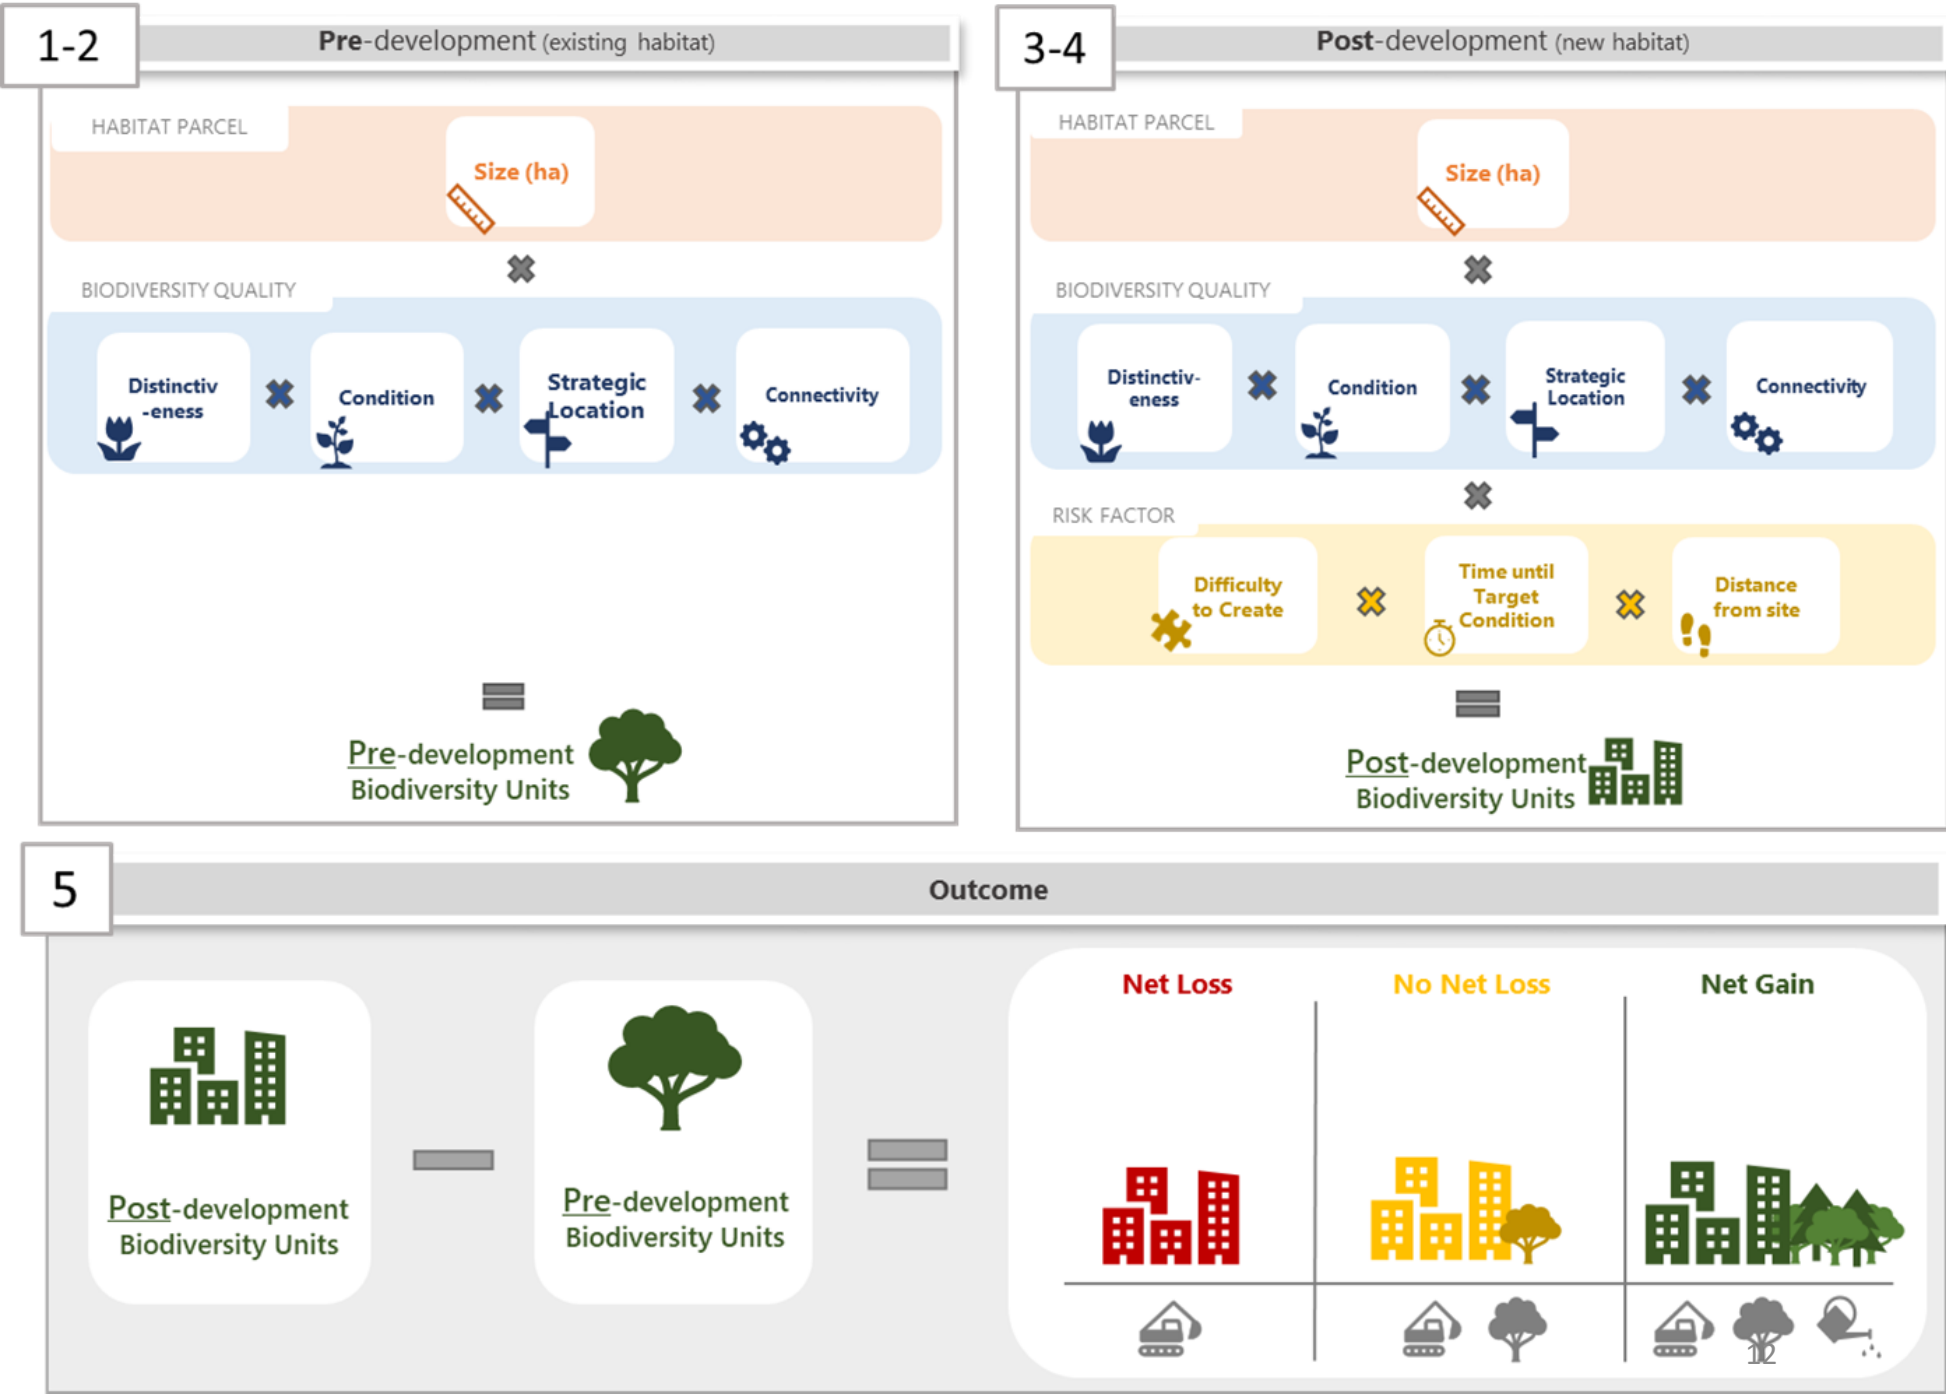 1-2
Pre-development (existing habitat)
HABITAT PARCEL
Size (ha)
BIODIVERSITY QUALITY
Distinctiv
-eness
Condition
Strategic
Location
Connectivity
Pre-development
Biodiversity Units
3-4
Post-development (new habitat)
HABITAT PARCEL
Size (ha)
BIODIVERSITY QUALITY
Distinctiv-
eness
Condition
Strategic
Location
Connectivity
RISK FACTOR
Difficulty
to Create
Time until
Target
Condition
Distance
from site
Post-development
Biodiversity Units
5
Outcome
Post-development
Biodiversity Units
Pre-development
Biodiversity Units
Net Loss
No Net Loss
Net Gain
12